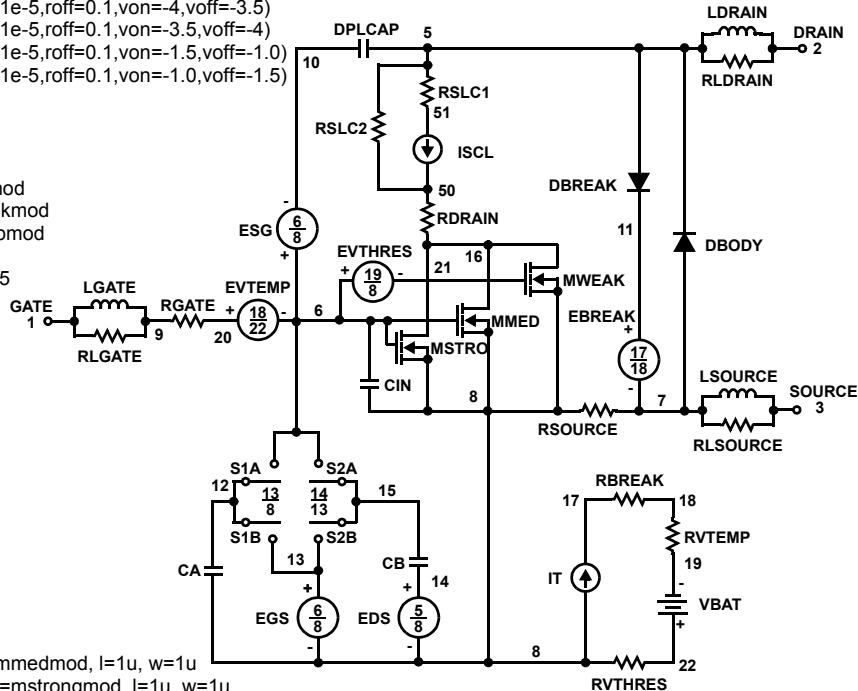 1e-5,roff=0.1,von=-4,voff=-3.5)
1e-5,roff=0.1,von=-3.5,voff=-4)
1e-5,roff=0.1,von=-1.5,voff=-1.0)
1e-5,roff=0.1,von=-1.0,voff=-1.5)
LDRAIN
DPLCAP
5
DRAIN
2
10
RLDRAIN
RSLC1
51
RSLC2
ISCL
50
DBREAK
nod
kmod
omod
RDRAIN
ESG
6
8
-
+
11
DBODY
EVTHRES
16
21
+
19
8
-
MWEAK
5
LGATE
EVTEMP
GATE
1
RGATE
+
18
22
-
6
EBREAK
+
MMED
9
20
MSTRO
17
18
-
RLGATE
LSOURCE
CIN
8
7
SOURCE
3
RSOURCE
RLSOURCE
S1A
S2A
12
13
8
14
13
15
RBREAK
17
18
S1B
S2B
RVTEMP
13
CB
19
CA
14
IT
-
VBAT
+
+
+
EGS
6
8
EDS
5
8
-
-
8
22
mmedmod, l=1u, w=1u
=mstrongmod, l=1u, w=1u
RVTHRES